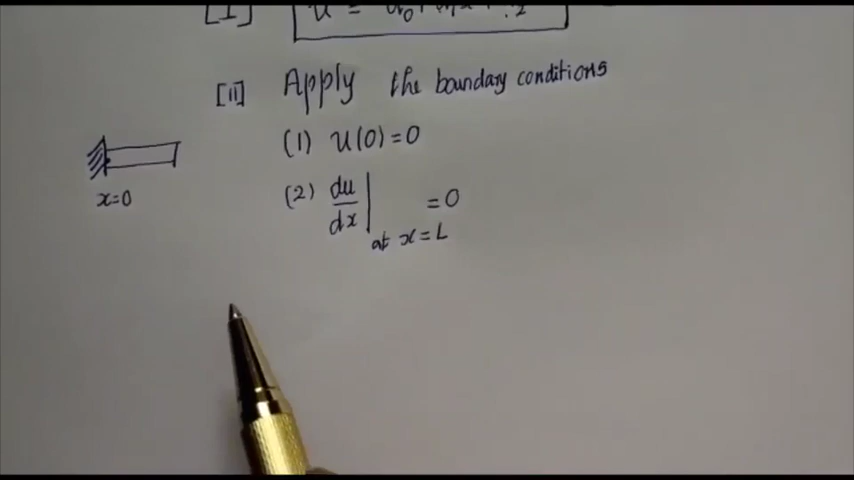 [I] u =
[II] Apply the boundary conditions
(1) u(0)=0
x=0
(2) du/dx | at x=L =0